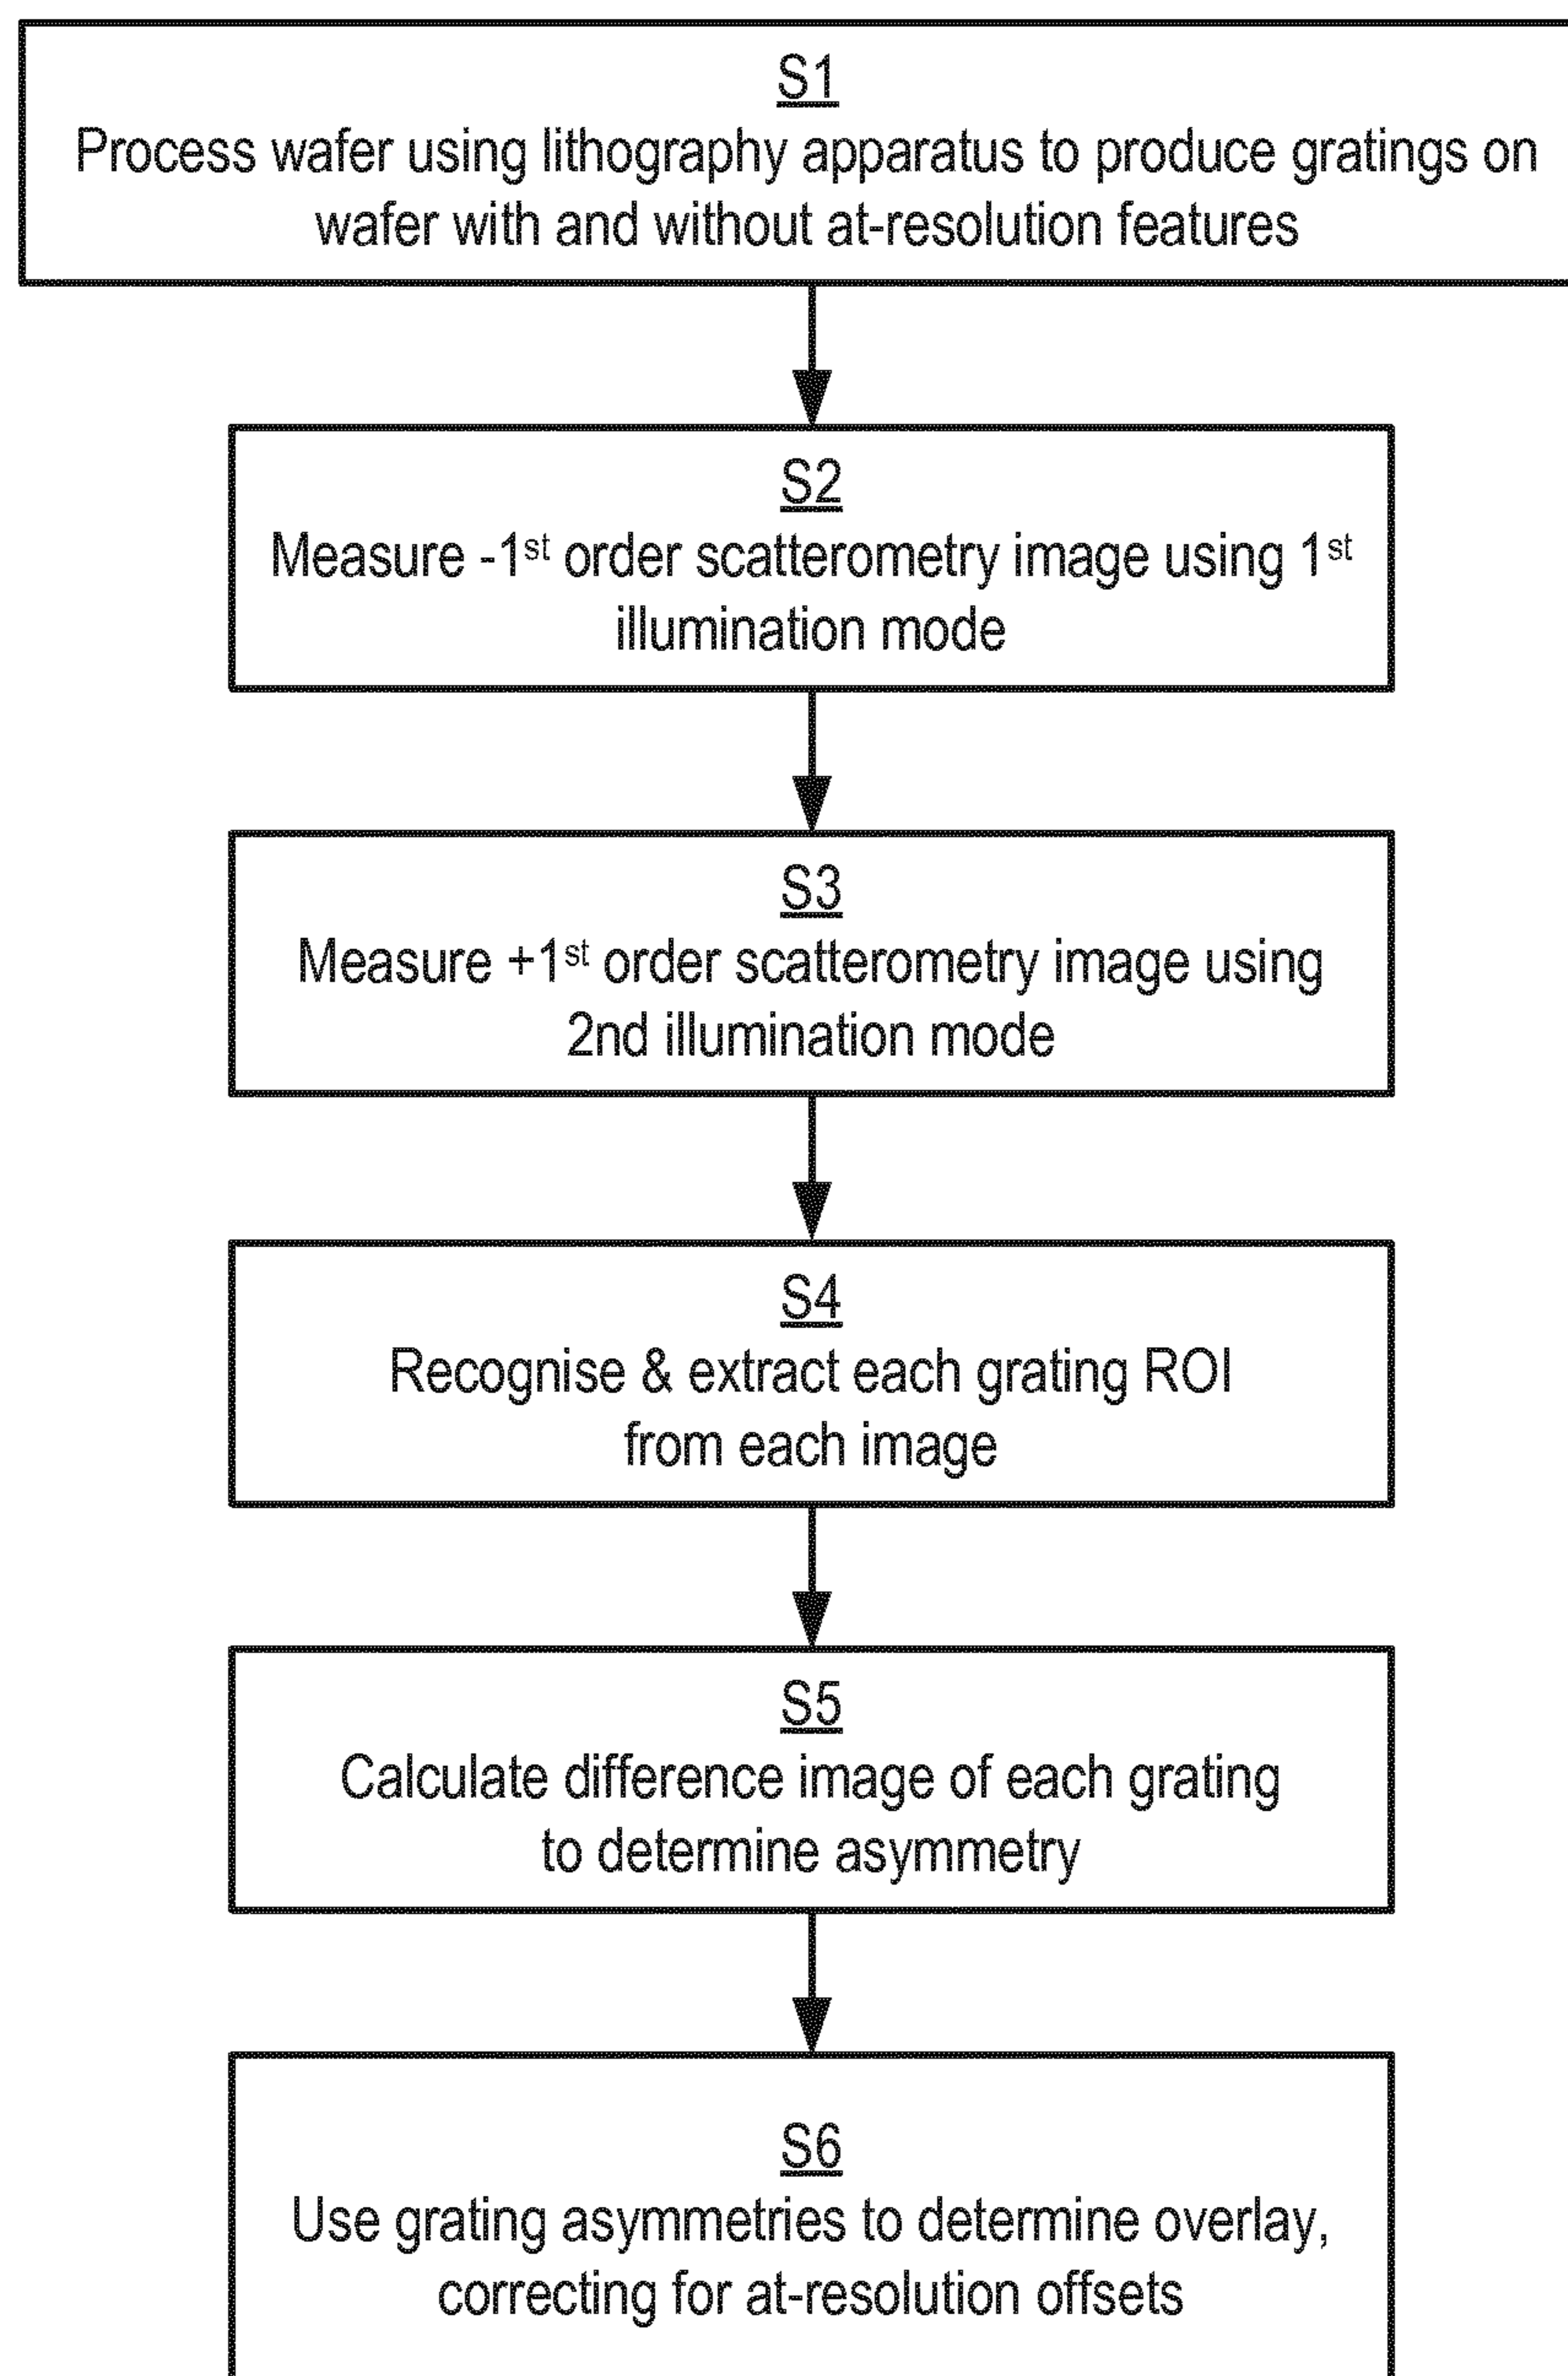 S1
Process wafer using lithography apparatus to produce gratings on
wafer with and without at-resolution features
S2
Measure -1st order scatterometry image using 1st
illumination mode
S3
Measure +1st order scatterometry image using
2nd illumination mode
S4
Recognise & extract each grating ROI
from each image
S5
Calculate difference image of each grating
to determine asymmetry
S6
Use grating asymmetries to determine overlay,
correcting for at-resolution offsets